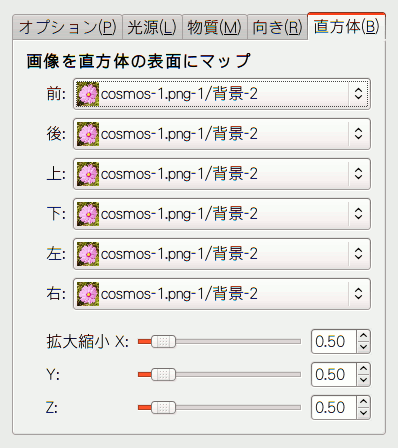 オプション(P) 光源(L) 物質(M) 向き(R) 直方体(B)
画像を直方体の表面にマップ
前: cosmos-1.png-1/背景-2
後: cosmos-1.png-1/背景-2
上: cosmos-1.png-1/背景-2
下: cosmos-1.png-1/背景-2
左: cosmos-1.png-1/背景-2
右: cosmos-1.png-1/背景-2
拡大縮小 X: 0.50
Y: 0.50
Z: 0.50